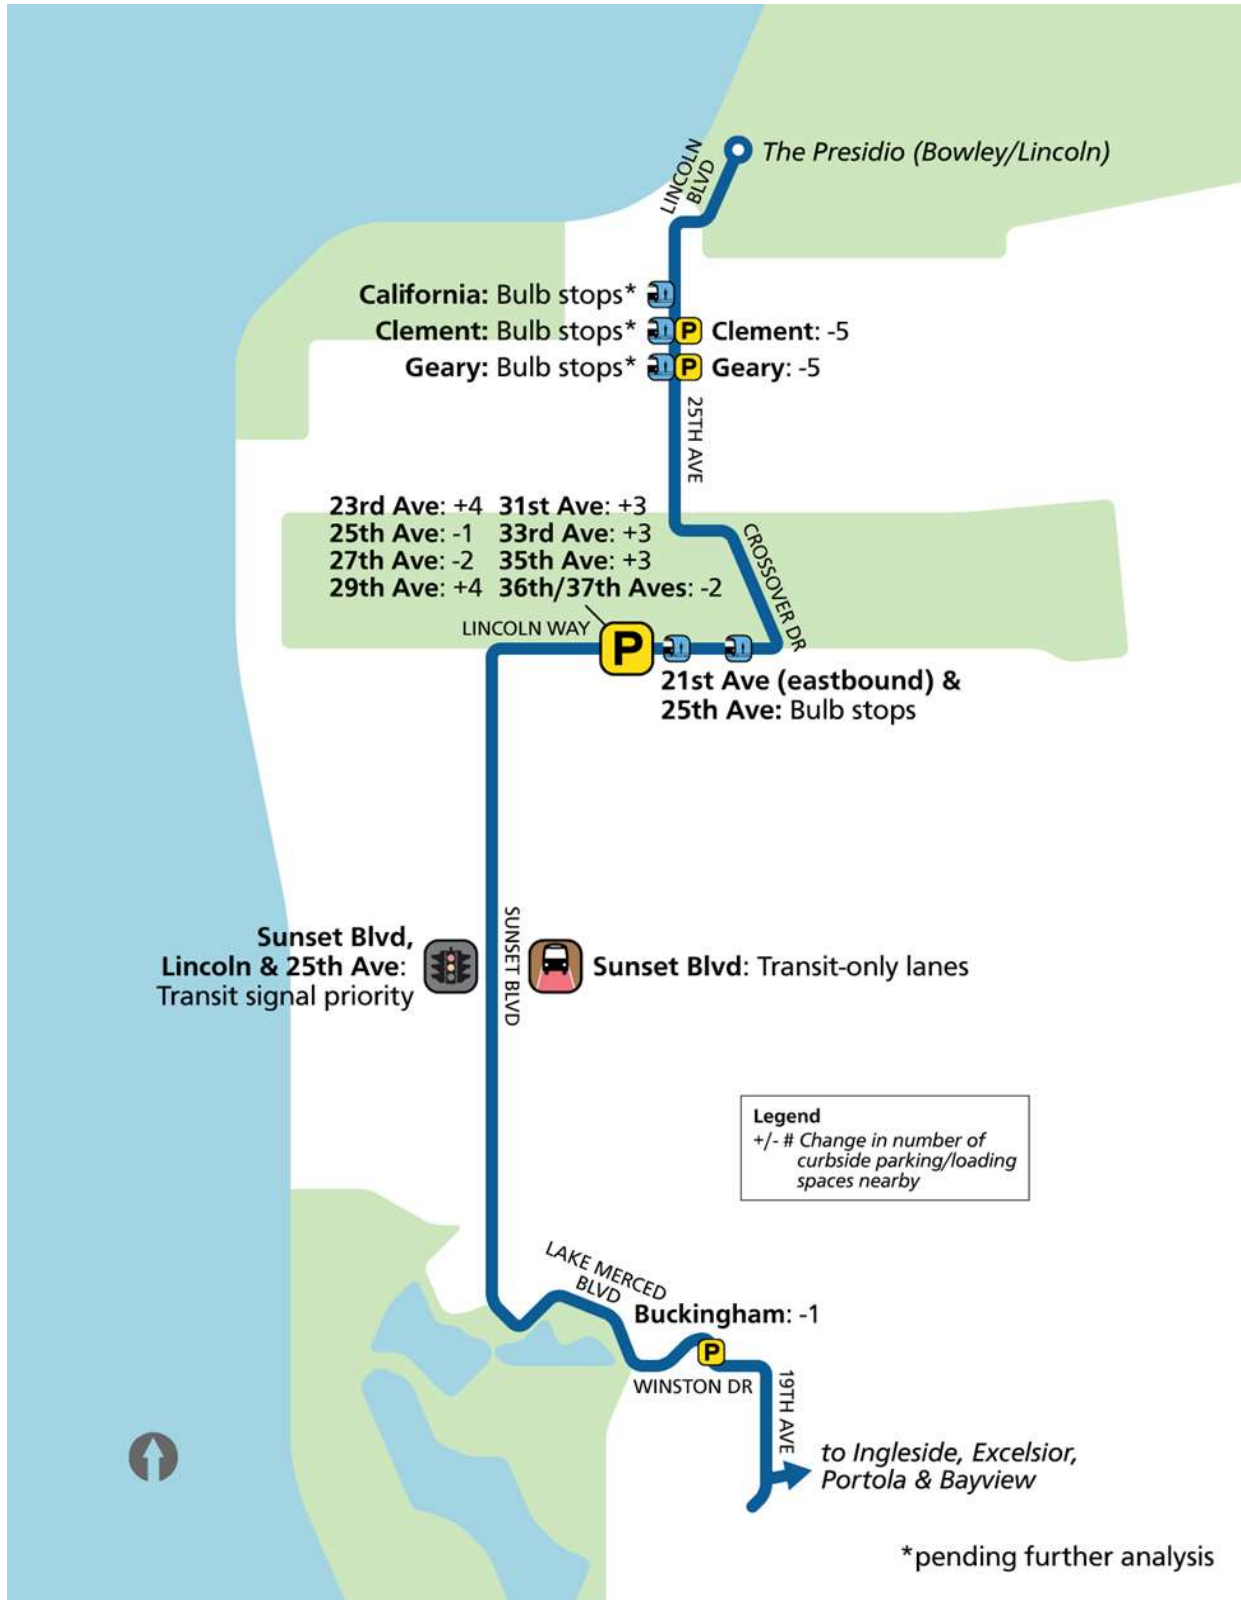 LINCOLN
BLVD
The Presidio (Bowley/Lincoln)
California: Bulb stops*
Clement: Bulb stops*
P
Clement: -5
Geary: Bulb stops*
P
Geary: -5
25TH AVE
23rd Ave: +4 31st Ave: +3
25th Ave: -1 33rd Ave: +3
27th Ave: -2 35th Ave: +3
29th Ave: +4 36th/37th Aves: -2
CROSSOVER DR
LINCOLN WAY
P
21st Ave (eastbound) &
25th Ave: Bulb stops
Sunset Blvd,
Lincoln & 25th Ave:
Transit signal priority
SUNSET BLVD
Sunset Blvd: Transit-only lanes
Legend
+/- # Change in number of
curbside parking/loading
spaces nearby
LAKE MERCED
BLVD
Buckingham: -1
P
WINSTON DR
19TH AVE
to Ingleside, Excelsior,
Portola & Bayview
*pending further analysis